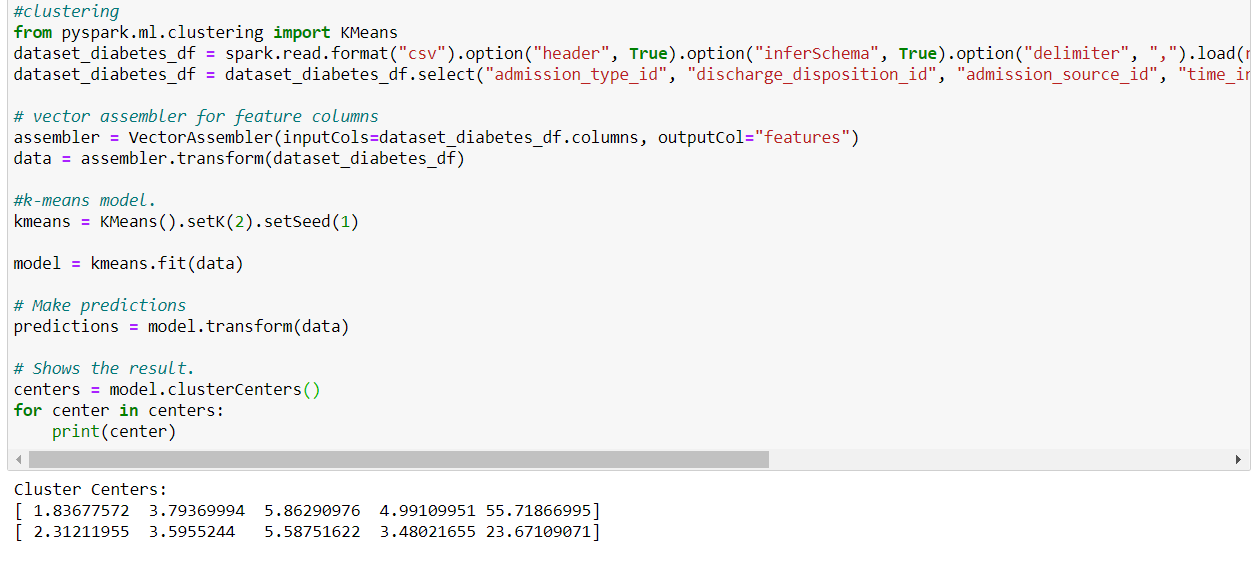 #clustering
from pyspark.ml.clustering import KMeans
dataset_diabetes_df = spark.read.format("csv").option("header", True).option("inferSchema", True).option("delimiter", ",").load(
dataset_diabetes_df = dataset_diabetes_df.select("admission_type_id", "discharge_disposition_id", "admission_source_id", "time_in
# vector assembler for feature columns
assembler = VectorAssembler(inputCols=dataset_diabetes_df.columns, outputCol="features")
data = assembler.transform(dataset_diabetes_df)
#k-means model.
kmeans = KMeans().setK(2).setSeed(1)
model = kmeans.fit(data)
# Make predictions
predictions = model.transform(data)
# Shows the result.
centers = model.clusterCenters()
for center in centers:
    print(center)
Cluster Centers:
[ 1.83677572  3.79369994  5.86290976  4.99109951 55.71866995]
[ 2.31211955  3.5955244   5.58751622  3.48021655 23.67109071]